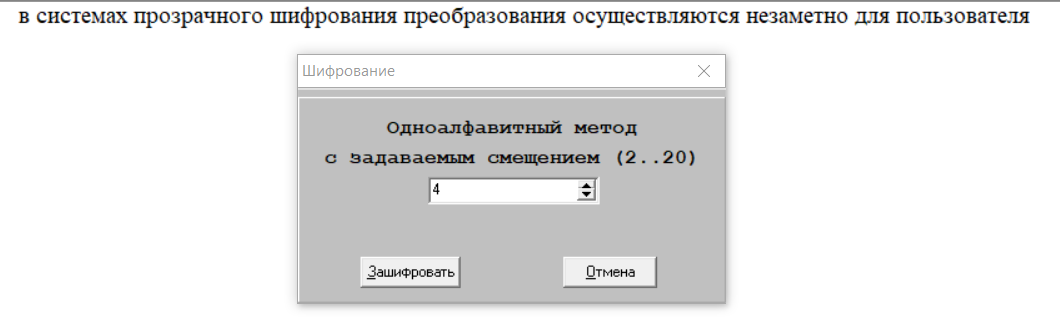 в системах прозрачного шифрования преобразования осуществляются незаметно для пользователя
Шифрование
Одноалфавитный метод
с задаваемым смещением (2..20)
4
Зашифровать
Отмена